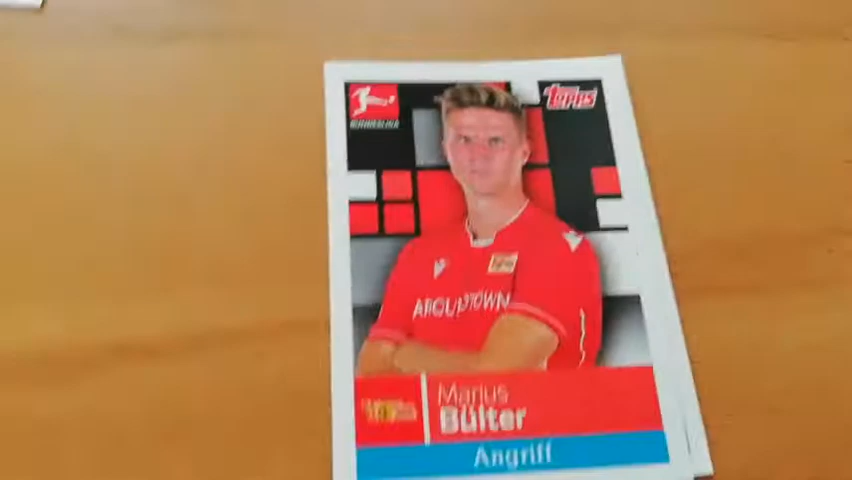 BUNDESLIGA
Topps
AROUNDTOWN
Marius
Bülter
Angriff